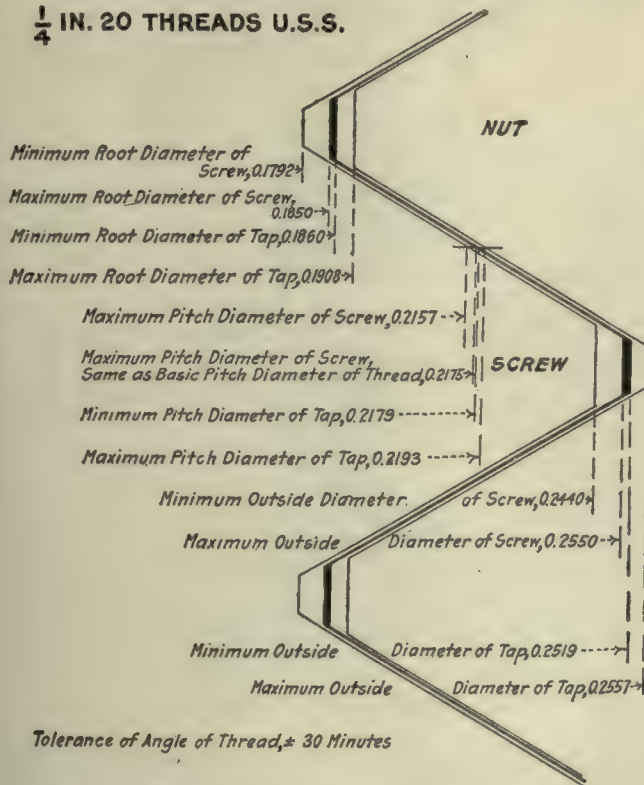 1/4 IN. 20 THREADS U.S.S.
NUT
Minimum Root Diameter of
Screw, 0.1792
Maximum Root Diameter of Screw,
0.1850
Minimum Root Diameter of Tap, 0.1860
Maximum Root Diameter of Tap, 0.1908
Maximum Pitch Diameter of Screw, 0.2157
Maximum Pitch Diameter of Screw,
Same as Basic Pitch Diameter of Thread, 0.2175
SCREW
Minimum Pitch Diameter of Tap, 0.2179
Maximum Pitch Diameter of Tap, 0.2193
Minimum Outside Diameter of Screw, 0.2440
Maximum Outside Diameter of Screw, 0.2550
Minimum Outside Diameter of Tap, 0.2519
Maximum Outside Diameter of Tap, 0.2557
Tolerance of Angle of Thread, ± 30 Minutes